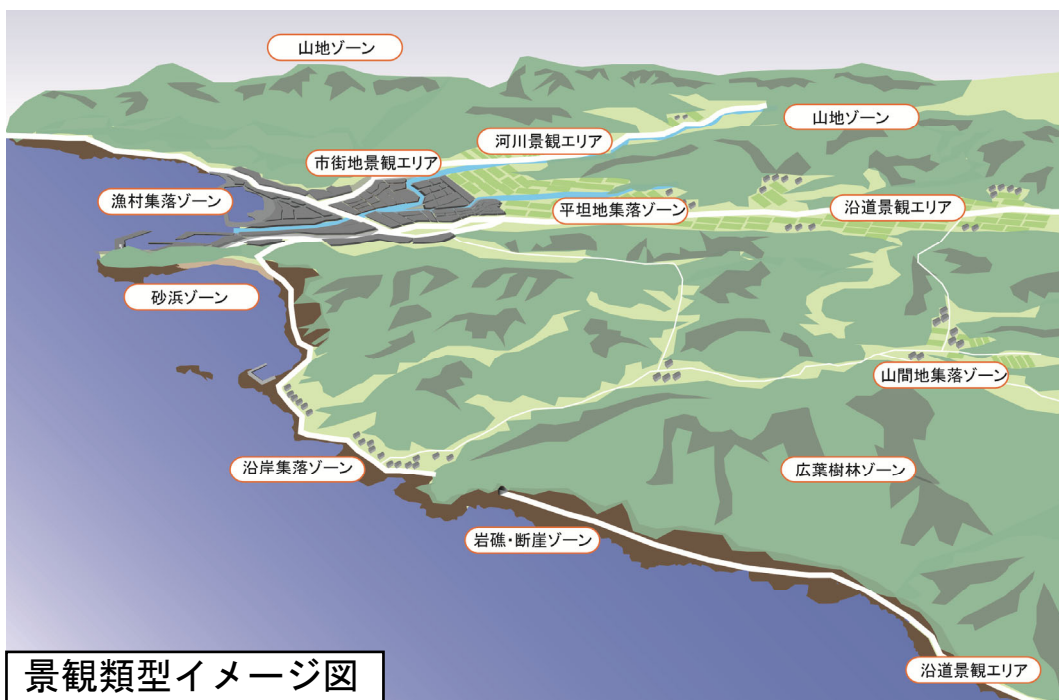 山地ゾーン
山地ゾーン
河川景観エリア
市街地景観エリア
漁村集落ゾーン
平坦地集落ゾーン
沿道景観エリア
砂浜ゾーン
山間地集落ゾーン
沿岸集落ゾーン
広葉樹林ゾーン
岩礁・断崖ゾーン
沿道景観エリア
景観類型イメージ図